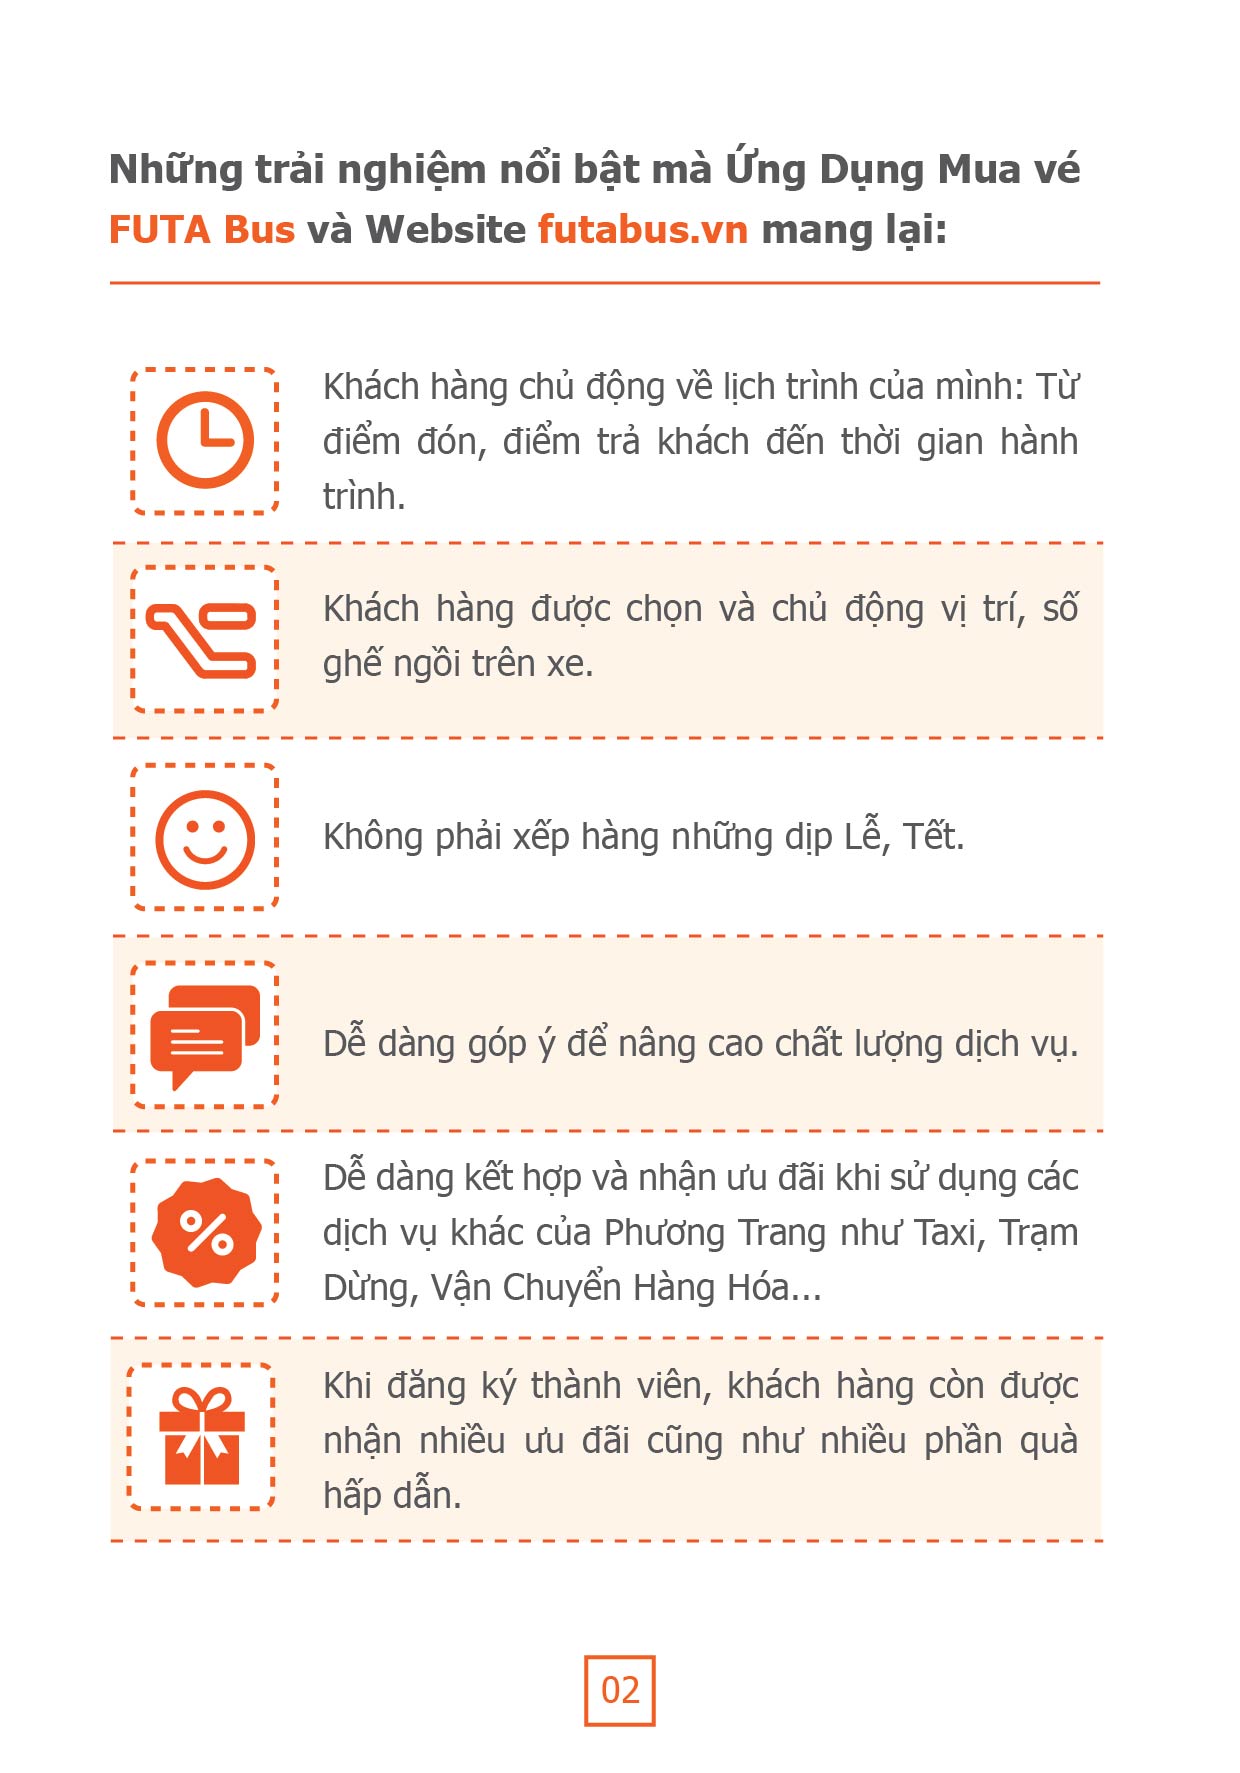 Những trải nghiệm nổi bật mà Ứng Dụng Mua vé
FUTA Bus và Website futabus.vn mang lại:
Khách hàng chủ động về lịch trình của mình: Từ
điểm đón, điểm trả khách đến thời gian hành
trình.
Khách hàng được chọn và chủ động vị trí, số
ghế ngồi trên xe.
Không phải xếp hàng những dịp Lễ, Tết.
Dễ dàng góp ý để nâng cao chất lượng dịch vụ.
%
Dễ dàng kết hợp và nhận ưu đãi khi sử dụng các
dịch vụ khác của Phương Trang như Taxi, Trạm
Dừng, Vận Chuyển Hàng Hóa...
Khi đăng ký thành viên, khách hàng còn được
nhận nhiều ưu đãi cũng như nhiều phần quà
hấp dẫn.
02